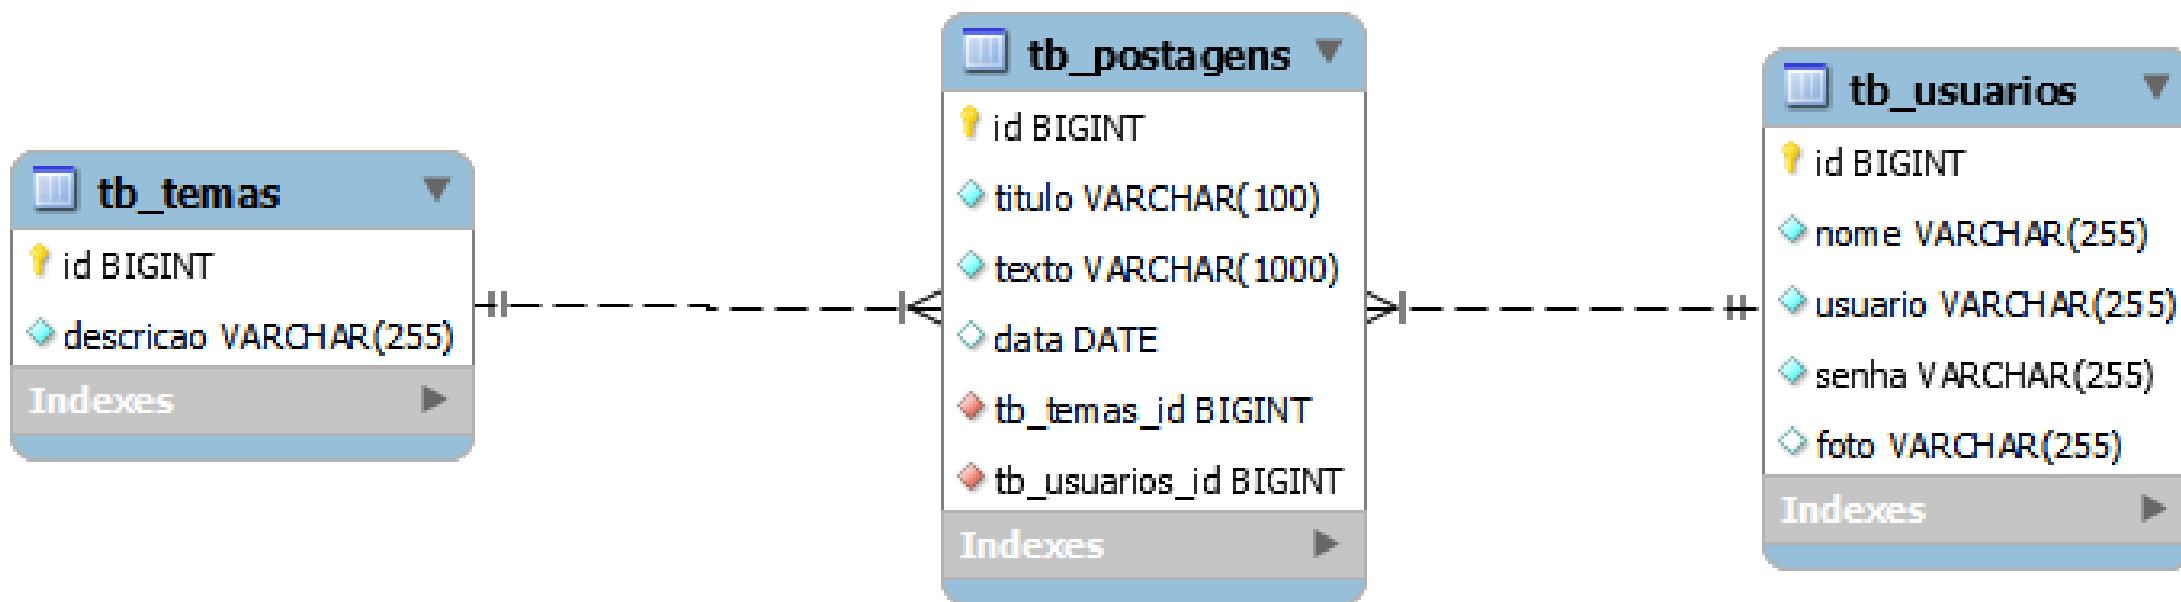 tb_temas
id BIGINT
descricao VARCHAR(255)
Indexes
tb_postagens
id BIGINT
titulo VARCHAR(100)
texto VARCHAR(1000)
data DATE
tb_temas_id BIGINT
tb_usuarios_id BIGINT
Indexes
tb_usuarios
id BIGINT
nome VARCHAR(255)
usuario VARCHAR(255)
senha VARCHAR(255)
foto VARCHAR(255)
Indexes